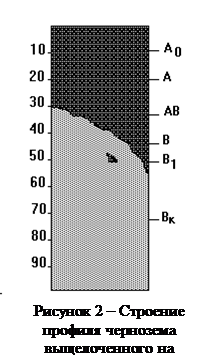 10
A0
20
A
30
AB
40
B
50
B1
60
70
Bк
80
90
Рисунок 2 – Строение
профиля чернозема
выщелоченного на